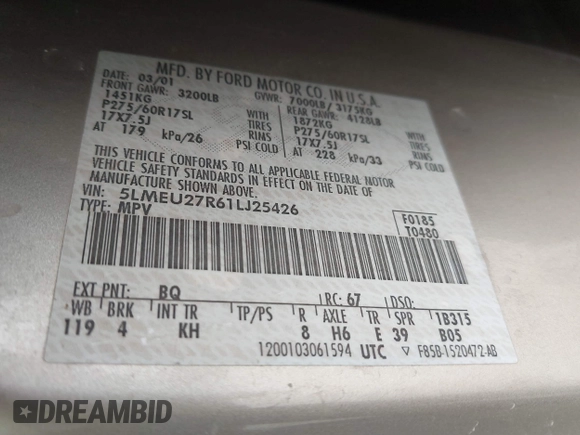 MFD. BY FORD MOTOR CO. IN U.S.A.
DATE: 03/01 GVWR: 7000LB/ 3175KG
FRONT GAWR: 3200LB REAR GAWR: 4128LB
1451KG WITH 1872KG WITH
P275/60R17SL TIRES P275/60R17SL TIRES
17X7.5J RIMS 17X7.5J RIMS
AT 179 kPa/26 PSI COLD AT 228 kPa/33 PSI COLD
THIS VEHICLE CONFORMS TO ALL APPLICABLE FEDERAL MOTOR
VEHICLE SAFETY STANDARDS IN EFFECT ON THE DATE OF
MANUFACTURE SHOWN ABOVE.
VIN: 5LMEU27R61LJ25426
TYPE: MPV
F0185
T0480
EXT PNT: BQ RC: 67 DSO:
WB BRK INT TR TP/PS R AXLE TR SPR 1B315
119 4 KH 8 H6 E 39 B05
1200103061594 UTC ▽ F85B-1520472-AB
DREAMBID